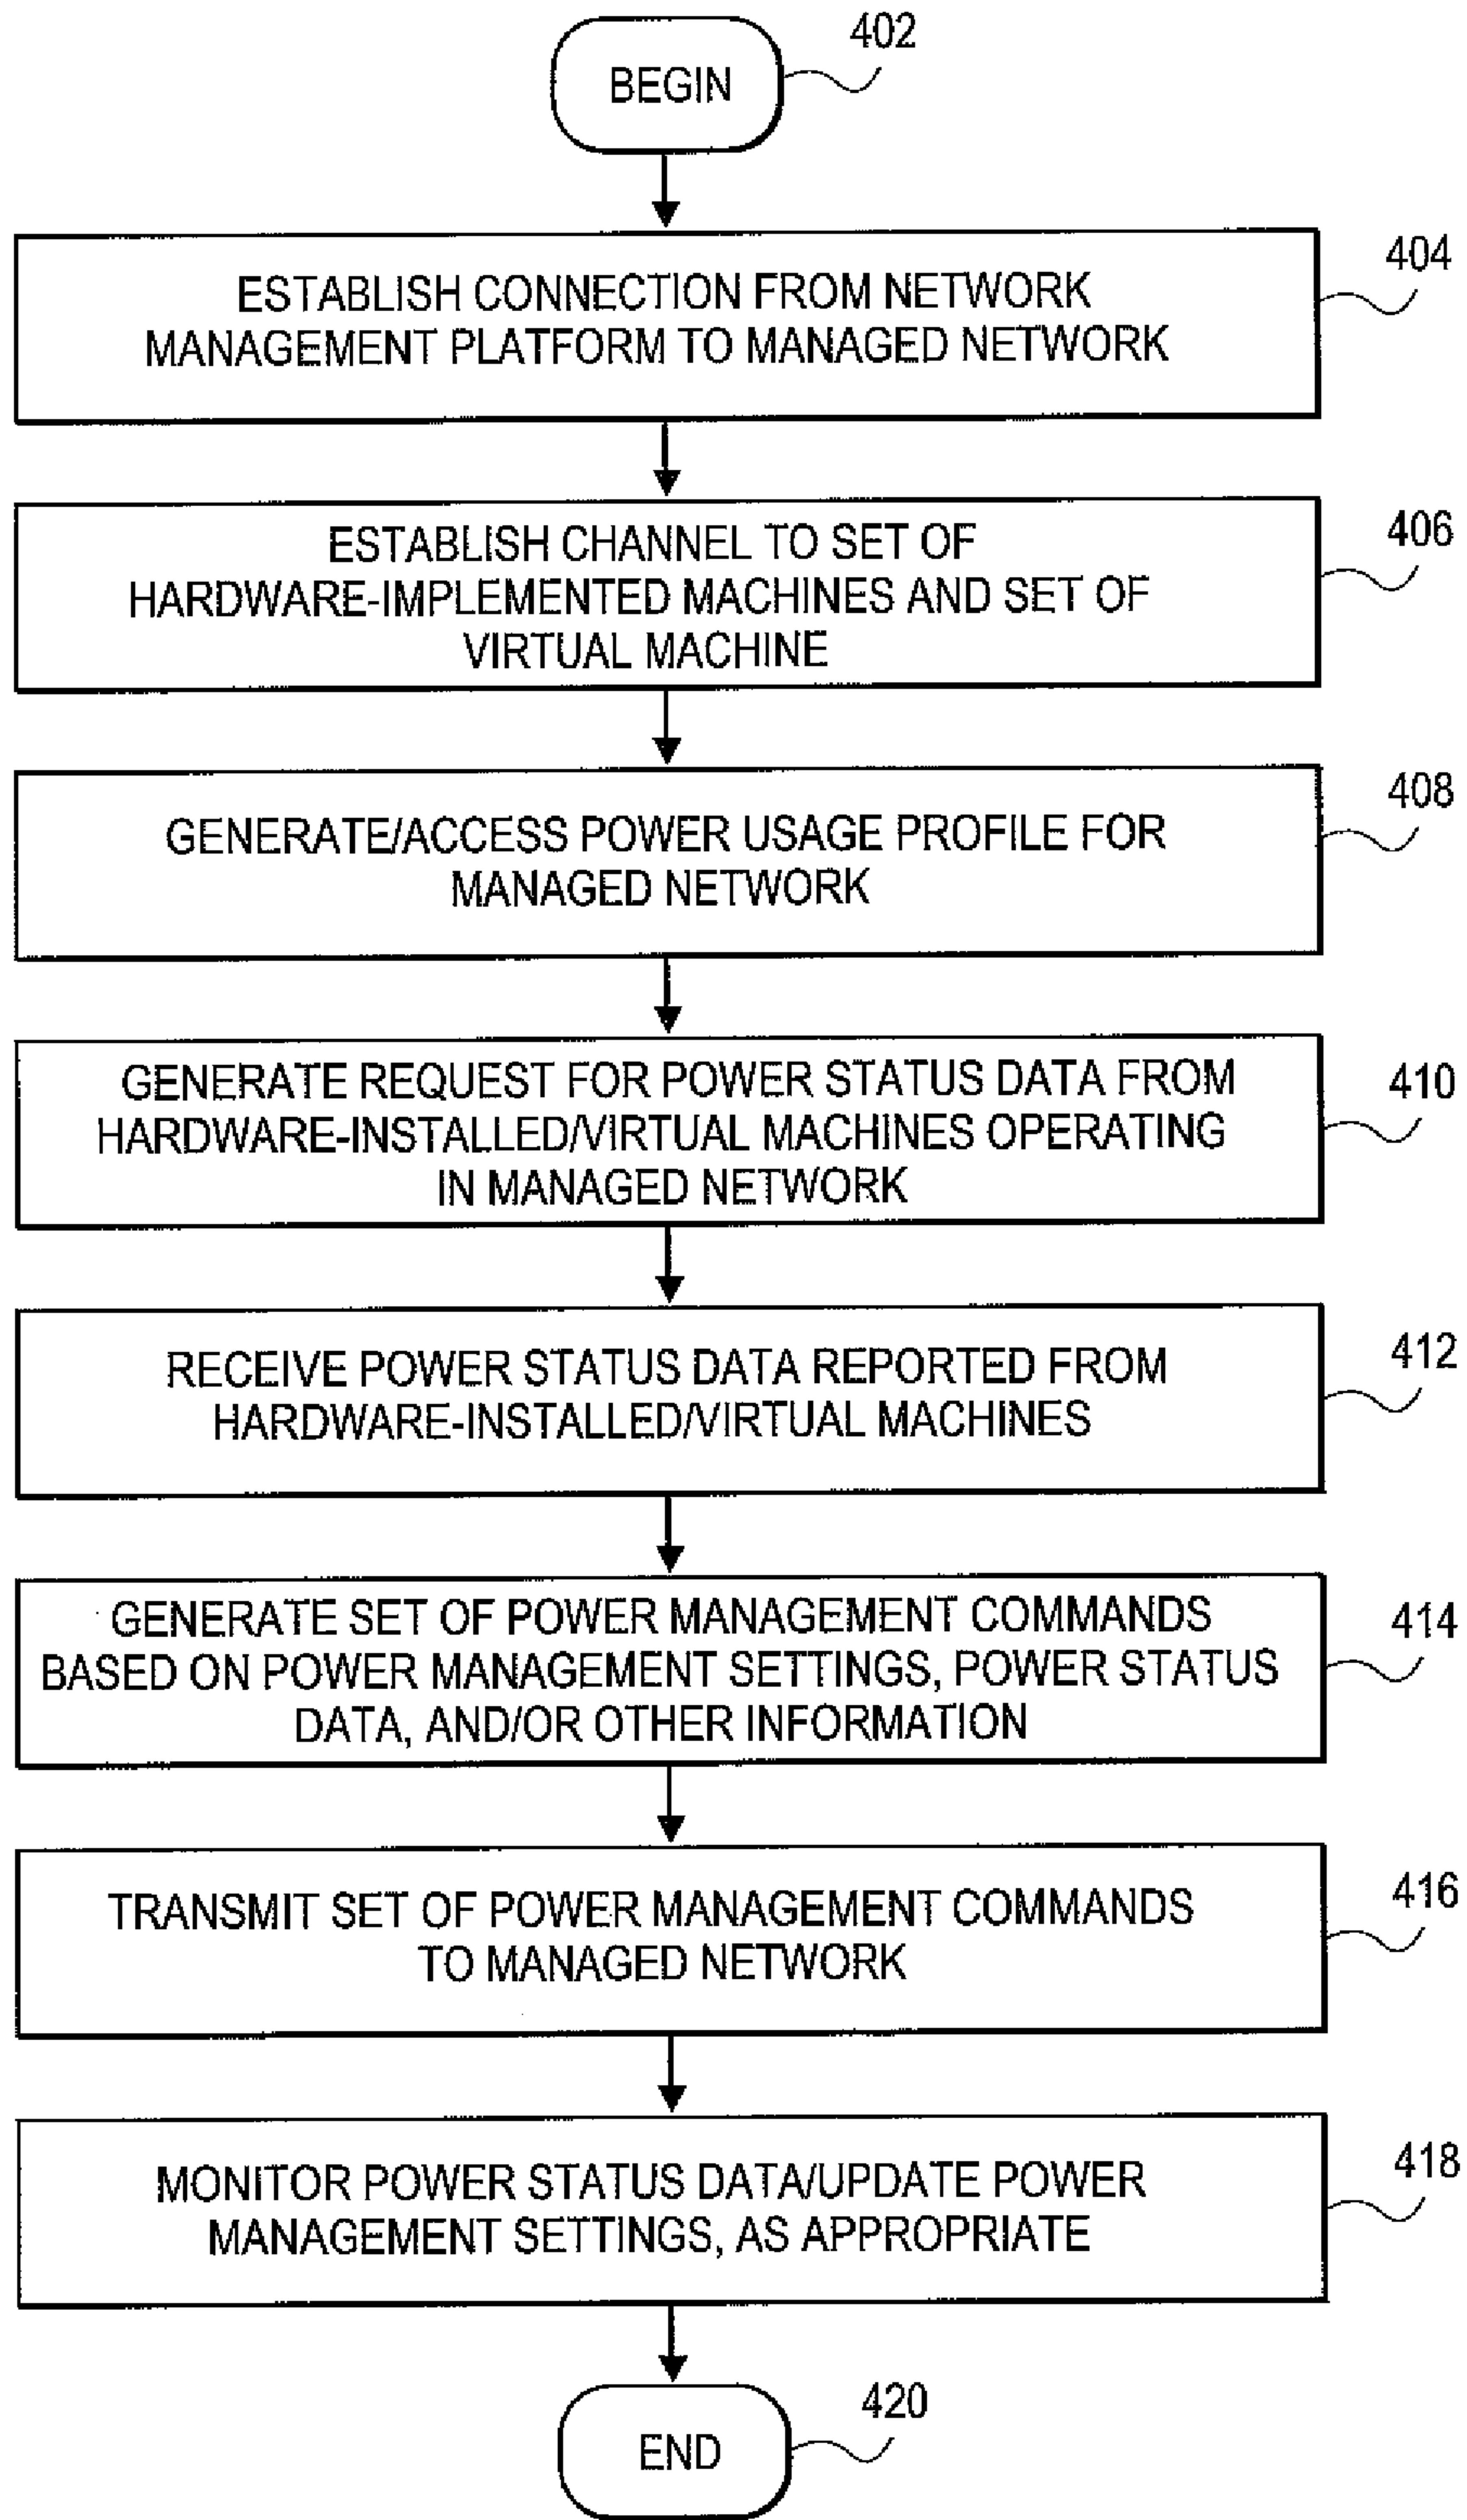 BEGIN
402
ESTABLISH CONNECTION FROM NETWORK
MANAGEMENT PLATFORM TO MANAGED NETWORK
404
ESTABLISH CHANNEL TO SET OF
HARDWARE-IMPLEMENTED MACHINES AND SET OF
VIRTUAL MACHINE
406
GENERATE/ACCESS POWER USAGE PROFILE FOR
MANAGED NETWORK
408
GENERATE REQUEST FOR POWER STATUS DATA FROM
HARDWARE-INSTALLED/VIRTUAL MACHINES OPERATING
IN MANAGED NETWORK
410
RECEIVE POWER STATUS DATA REPORTED FROM
HARDWARE-INSTALLED/VIRTUAL MACHINES
412
GENERATE SET OF POWER MANAGEMENT COMMANDS
BASED ON POWER MANAGEMENT SETTINGS, POWER STATUS
DATA, AND/OR OTHER INFORMATION
414
TRANSMIT SET OF POWER MANAGEMENT COMMANDS
TO MANAGED NETWORK
416
MONITOR POWER STATUS DATA/UPDATE POWER
MANAGEMENT SETTINGS, AS APPROPRIATE
418
END
420